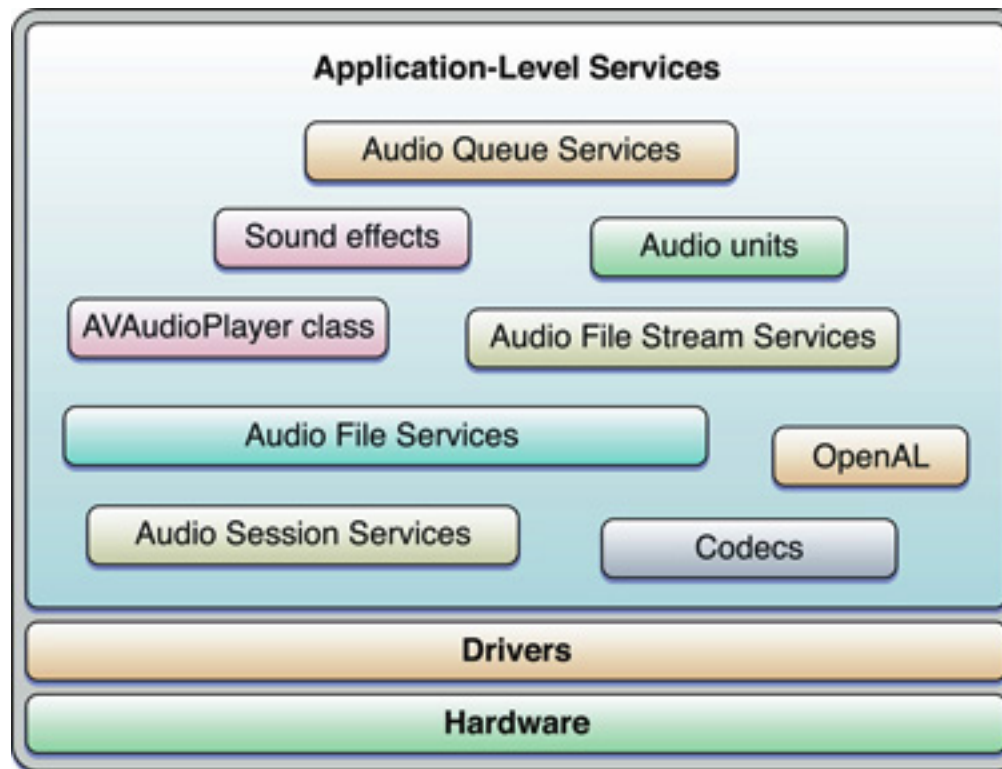 Application-Level Services
Audio Queue Services
Sound effects
Audio units
AVAudioPlayer class
Audio File Stream Services
Audio File Services
OpenAL
Audio Session Services
Codecs
Drivers
Hardware